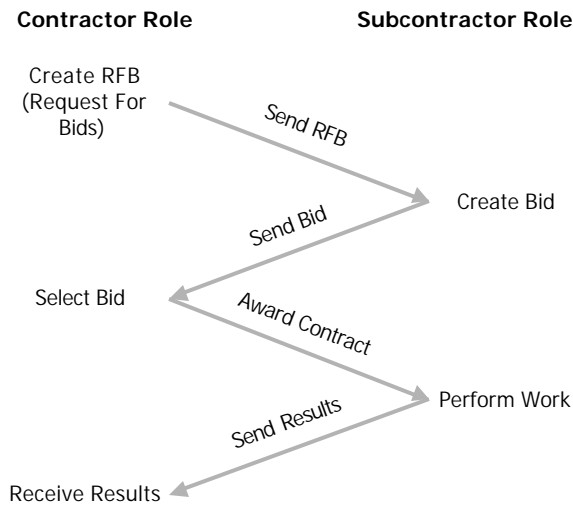 Contractor Role
Subcontractor Role
Create RFB
(Request For
Bids)
Send RFB
Create Bid
Send Bid
Select Bid
Award Contract
Perform Work
Send Results
Receive Results